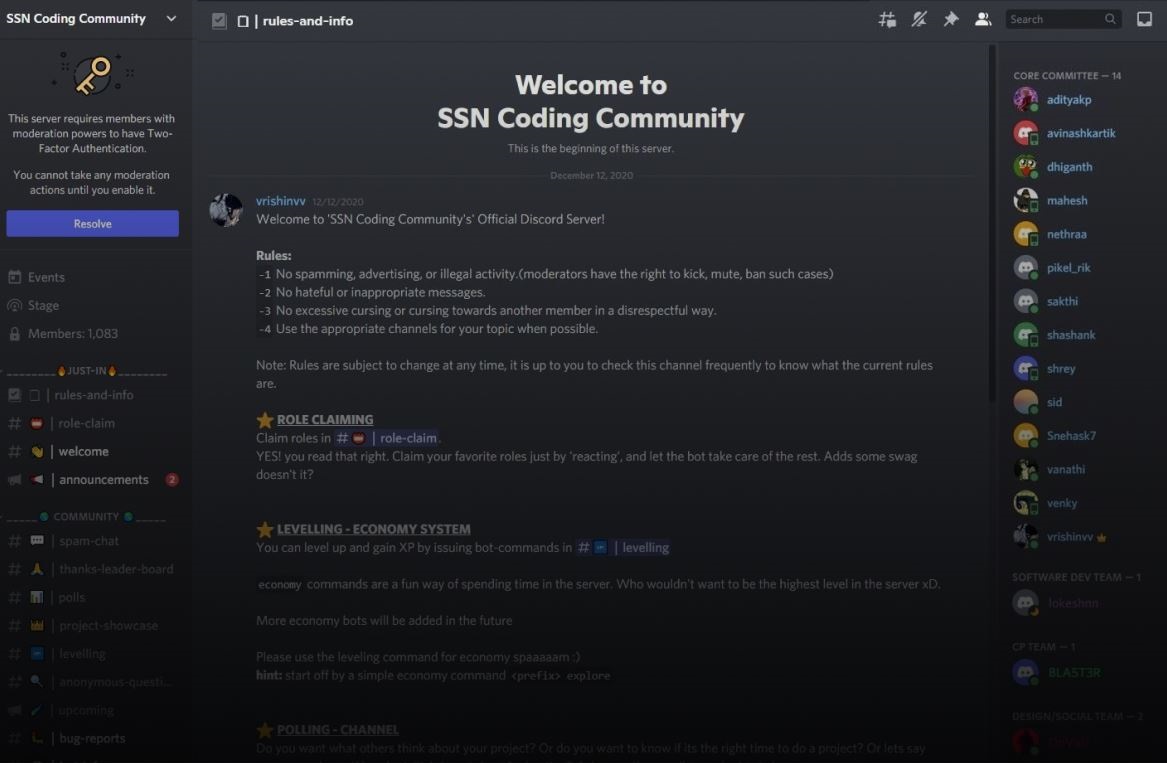 SSN Coding Community
| rules-and-info
Search
This server requires members with
moderation powers to have Two-
Factor Authentication.
You cannot take any moderation
actions until you enable it.
Resolve
Events
Stage
Members: 1,083
________🔥JUST-IN🔥________
| rules-and-info
| role-claim
| welcome
| announcements
2
_____ COMMUNITY _____
| spam-chat
| thanks-leader-board
| polls
| project-showcase
| levelling
| anonymous-questi...
| upcoming
| bug-reports
Welcome to
SSN Coding Community
This is the beginning of this server.
December 12, 2020
vrishinvv 12/12/2020
Welcome to 'SSN Coding Community's' Official Discord Server!
Rules:
-1 No spamming, advertising, or illegal activity.(moderators have the right to kick, mute, ban such cases)
-2 No hateful or inappropriate messages.
-3 No excessive cursing or cursing towards another member in a disrespectful way.
-4 Use the appropriate channels for your topic when possible.
Note: Rules are subject to change at any time, it is up to you to check this channel frequently to know what the current rules
are.
⭐ ROLE CLAIMING
Claim roles in # | role-claim.
YES! you read that right. Claim your favorite roles just by 'reacting', and let the bot take care of the rest. Adds some swag
doesn't it?
⭐ LEVELLING - ECONOMY SYSTEM
You can level up and gain XP by issuing bot-commands in # | levelling
economy commands are a fun way of spending time in the server. Who wouldn't want to be the highest level in the server xD.
More economy bots will be added in the future
Please use the leveling command for economy spaaaaam :)
hint: start off by a simple economy command <prefix> explore
⭐ POLLING - CHANNEL
Do you want what others think about your project? Or do you want to know if its the right time to do a project? Or lets say
CORE COMMITTEE — 14
adityakp
avinashkartik
dhiganth
mahesh
nethraa
pikel_rik
sakthi
shashank
shrey
sid
Snehask7
vanathi
venky
vrishinvv
SOFTWARE DEV TEAM — 1
lokeshnn
CP TEAM — 1
BLAST3R
DESIGN/SOCIAL TEAM — 2